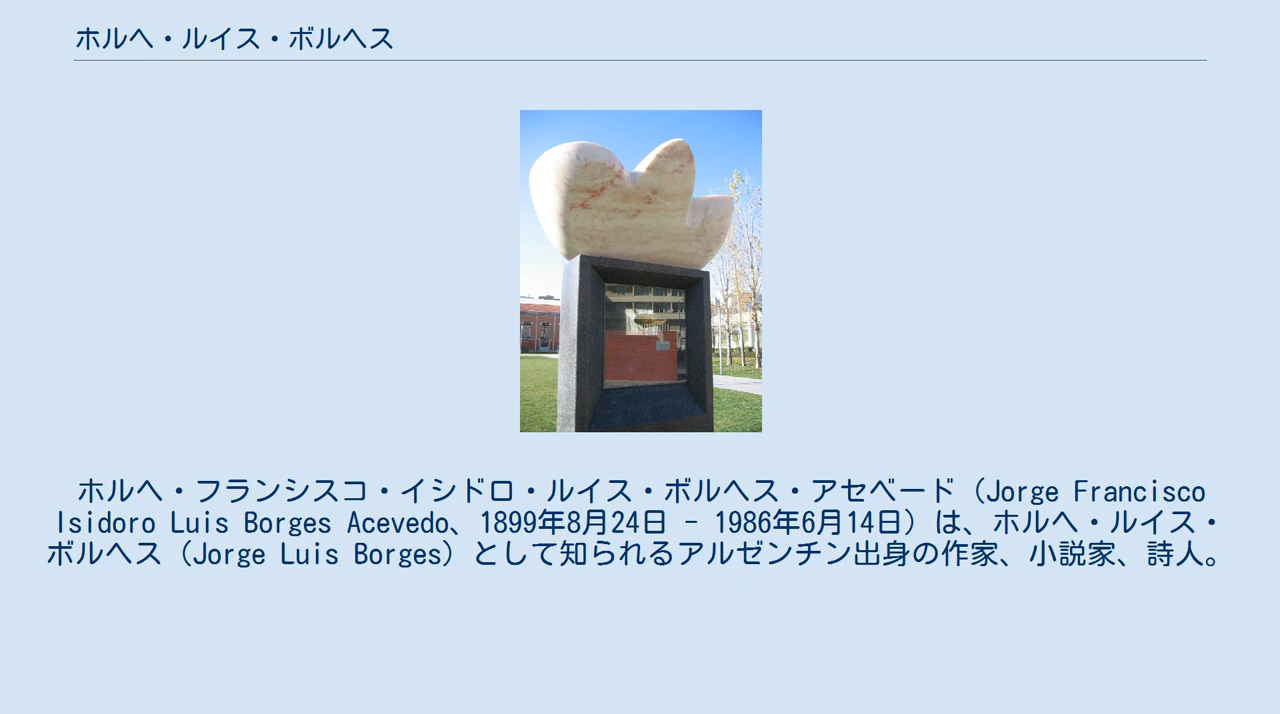 ホルヘ・ルイス・ボルヘス
ホルヘ・フランシスコ・イシドロ・ルイス・ボルヘス・アセベード（Jorge Francisco
Isidoro Luis Borges Acevedo、1899年8月24日 - 1986年6月14日）は、ホルヘ・ルイス・
ボルヘス（Jorge Luis Borges）として知られるアルゼンチン出身の作家、小説家、詩人。